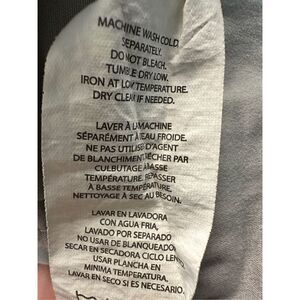 MACHINE WASH COLD
SEPARATELY.
DO NOT BLEACH.
TUMBLE DRY LOW.
IRON AT LOW TEMPERATURE.
DRY CLEAN IF NEEDED.
LAVER À LA MACHINE
SÉPARÉMENT À L'EAU FROIDE.
NE PAS UTILISER D'AGENT
DE BLANCHIMENT. SÉCHER PAR
CULBUTAGE À BASSE
TEMPÉRATURE. REPASSER
À BASSE TEMPÉRATURE.
NETTOYAGE À SEC AU BESOIN.
LAVAR EN LAVADORA
CON AGUA FRIA,
LAVADO POR SEPARADO
NO USAR DE BLANQUEADO
SECAR EN SECADORA CICLO LENTO
USAR PLANCHA EN
MINIMA TEMPERATURA,
LAVAR EN SECO SI ES NECESARIO.